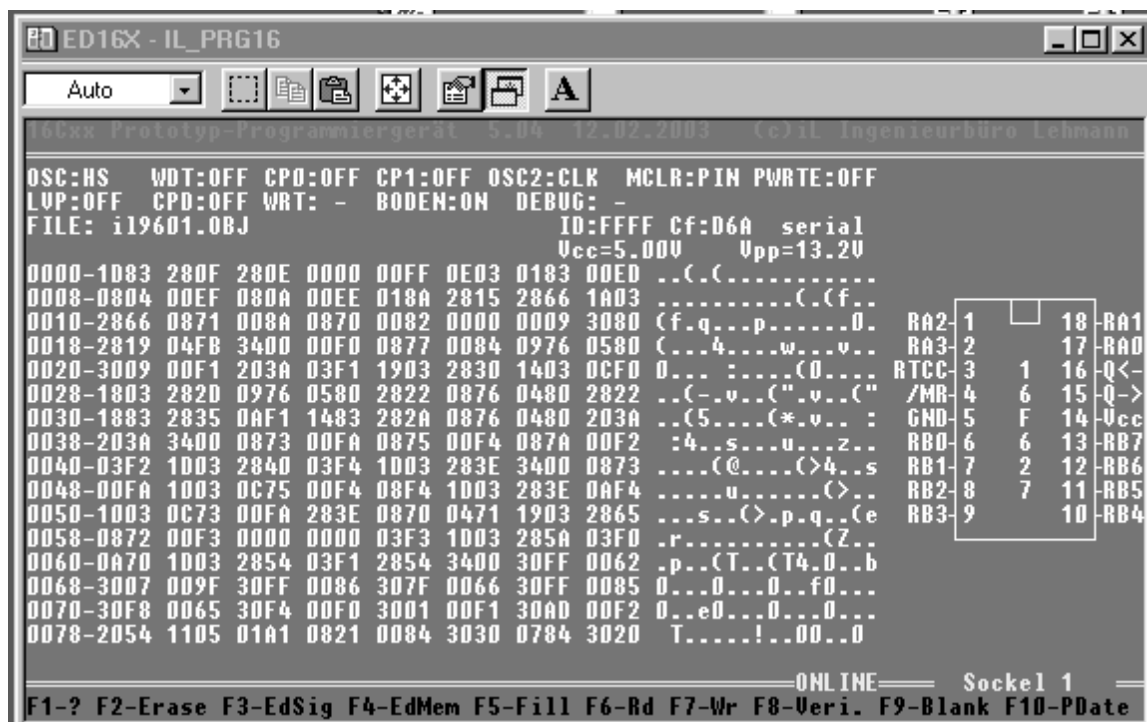 ED16X - IL_PRG16
Auto
A
16Cxx Prototyp-Programmiergerät 5.04 12.02.2003 (c)iL Ingenieurbüro Lehmann
OSC:HS WDT:OFF CP0:OFF CP1:OFF OSC2:CLK MCLR:PIN PWRTE:OFF
LVP:OFF CPD:OFF WRT: - BODEN:ON DEBUG: -
FILE: il9601.OBJ ID:FFFF Cf:D6A serial
Vcc=5.00V Vpp=13.2V
0000-1D83 280F 280E 0000 00FF 0E03 0183 00ED ..(.(...........
0008-0804 00EF 080A 00EE 018A 2815 2866 1A03 ..........(.(f..
0010-2866 0871 008A 0870 0082 0000 0009 3080 (f.q...p......0.
0018-2819 04FB 3400 00F0 0877 0084 0976 0580 (...4....w...v..
0020-3009 00F1 203A 03F1 1903 2830 1403 0CF0 0... :....(0....
0028-1803 282D 0976 0580 2822 0876 0480 2822 ..(-.v..(".v..("
0030-1883 2835 0AF1 1483 282A 0876 0480 203A ..(5....(*.v.. :
0038-203A 3400 0873 00FA 0875 00F4 087A 00F2 :4..s...u...z..
0040-03F2 1D03 2840 03F4 1D03 283E 3400 0873 ....(@....(>4..s
0048-00FA 1003 0C75 00F4 08F4 1D03 283E 0AF4 .....u......(>..
0050-1003 0C73 00FA 283E 0870 0471 1903 2865 ...s..(>.p.q..(e
0058-0872 00F3 0000 0000 03F3 1D03 285A 03F0 .r..........(Z..
0060-0A70 1D03 2854 03F1 2854 3400 30FF 0062 .p..(T..(T4.0..b
0068-3007 009F 30FF 0086 307F 0066 30FF 0085 0...0...0..f0...
0070-30F8 0065 30F4 00F0 3001 00F1 30AD 00F2 0..e0...0...0...
0078-2054 1105 01A1 0821 0084 3030 0784 3020 T.....!..00..0
RA2- 1 18 -RA1
RA3- 2 17 -RA0
RTCC- 3 1 16 -Q<-
/MR- 4 6 15 -Q->
GND- 5 F 14 -Vcc
RB0- 6 6 13 -RB7
RB1- 7 2 12 -RB6
RB2- 8 7 11 -RB5
RB3- 9 10 -RB4
ONLINE Sockel 1
F1-? F2-Erase F3-EdSig F4-EdMem F5-Fill F6-Rd F7-Wr F8-Veri. F9-Blank F10-PDate